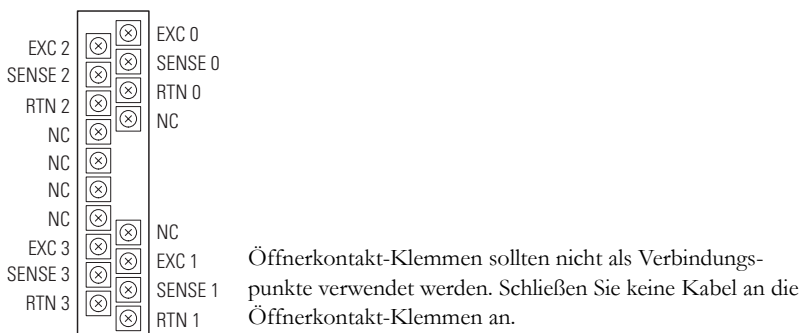 EXC 2
SENSE 2
RTN 2
NC
NC
NC
NC
EXC 3
SENSE 3
RTN 3
EXC 0
SENSE 0
RTN 0
NC
NC
EXC 1
SENSE 1
RTN 1
Öffnerkontakt-Klemmen sollten nicht als Verbindungs-
punkte verwendet werden. Schließen Sie keine Kabel an die
Öffnerkontakt-Klemmen an.